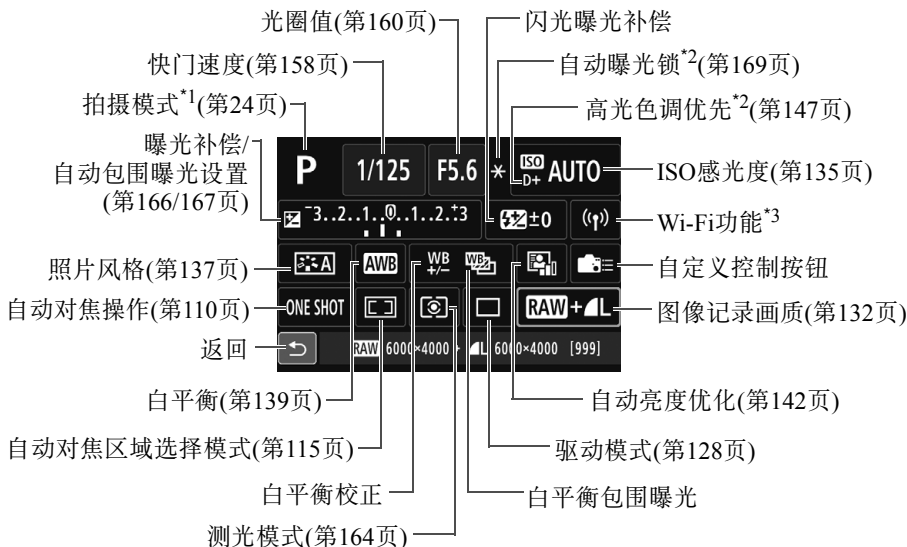 光圈值(第160页)
闪光曝光补偿
快门速度(第158页)
自动曝光锁*2(第169页)
拍摄模式*1(第24页)
高光色调优先*2(第147页)
曝光补偿/
自动包围曝光设置
(第166/167页)
P 1/125 F5.6 * ISO D+ AUTO
ISO感光度(第135页)
-3..2..1..0..1..2.+3 ±0
Wi-Fi功能*3
照片风格(第137页)
A AWB WB +/- WB
自定义控制按钮
自动对焦操作(第110页)
ONE SHOT RAW+L
图像记录画质(第132页)
返回
RAW 6000×4000 + L 6000×4000 [999]
白平衡(第139页)
自动亮度优化(第142页)
自动对焦区域选择模式(第115页)
驱动模式(第128页)
白平衡校正
白平衡包围曝光
测光模式(第164页)